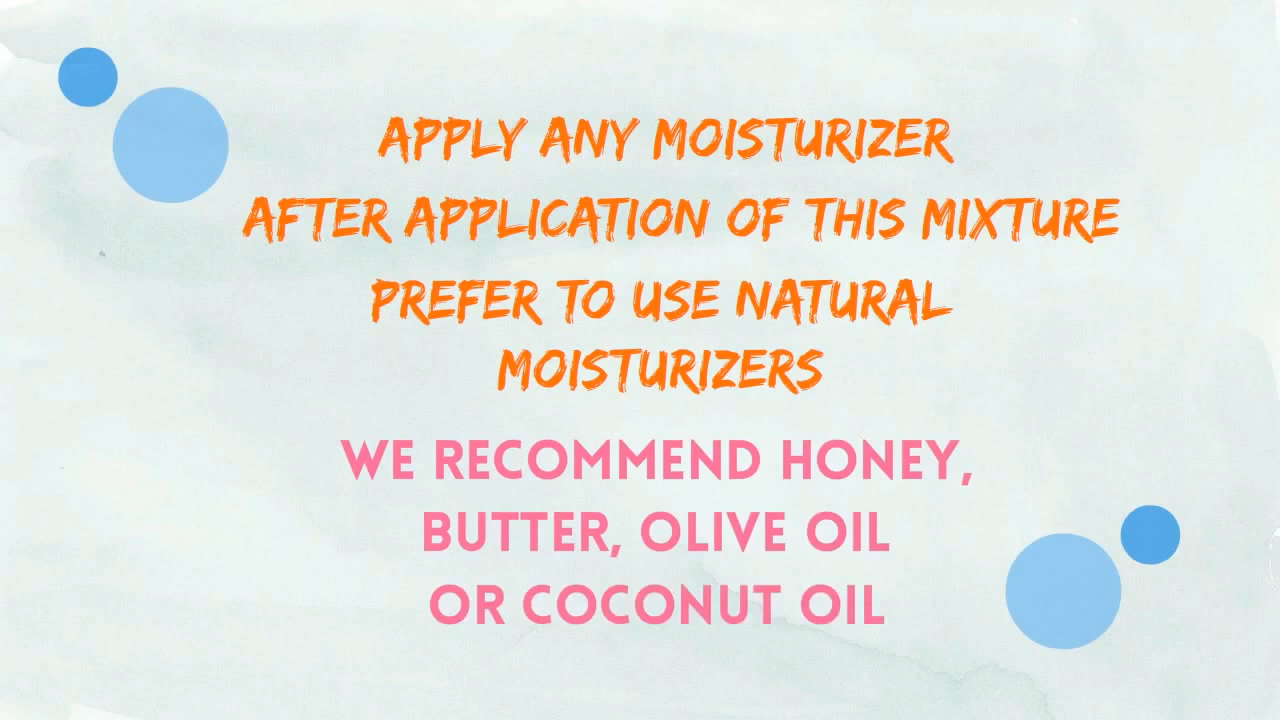 APPLY ANY MOISTURIZER
AFTER APPLICATION OF THIS MIXTURE
PREFER TO USE NATURAL
MOISTURIZERS
WE RECOMMEND HONEY,
BUTTER, OLIVE OIL
OR COCONUT OIL